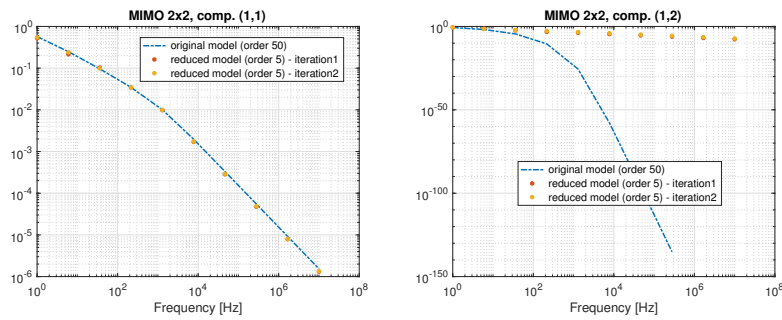 MIMO 2x2, comp. (1,1)
original model (order 50)
reduced model (order 5) - iteration1
reduced model (order 5) - iteration2
10^0
10^-1
10^-2
10^-3
10^-4
10^-5
10^-6
10^0
10^2
10^4
10^6
10^8
Frequency [Hz]
MIMO 2x2, comp. (1,2)
10^0
10^-50
10^-100
10^-150
original model (order 50)
reduced model (order 5) - iteration1
reduced model (order 5) - iteration2
10^0
10^2
10^4
10^6
10^8
Frequency [Hz]